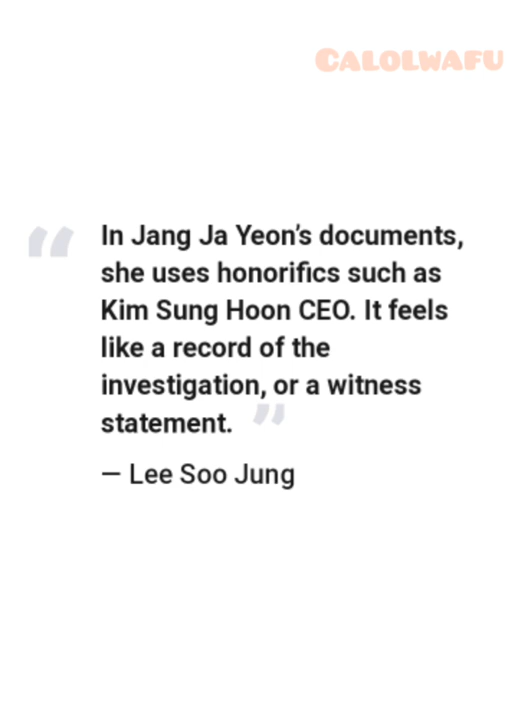 CALOLWAFU
“ In Jang Ja Yeon’s documents,
she uses honorifics such as
Kim Sung Hoon CEO. It feels
like a record of the
investigation, or a witness
statement. ”
— Lee Soo Jung